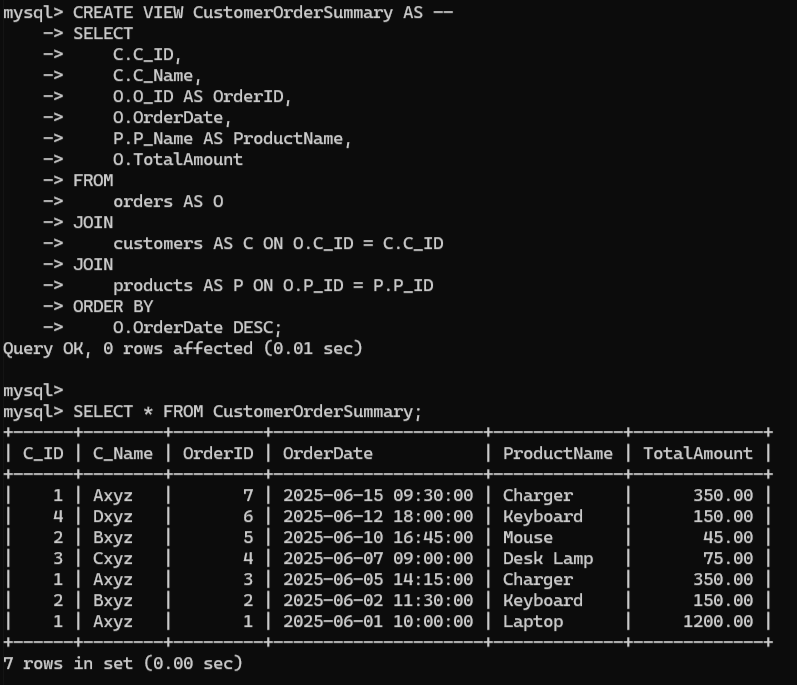 mysql> CREATE VIEW CustomerOrderSummary AS --
    -> SELECT
    ->     C.C_ID,
    ->     C.C_Name,
    ->     O.O_ID AS OrderID,
    ->     O.OrderDate,
    ->     P.P_Name AS ProductName,
    ->     O.TotalAmount
    -> FROM
    ->     orders AS O
    -> JOIN
    ->     customers AS C ON O.C_ID = C.C_ID
    -> JOIN
    ->     products AS P ON O.P_ID = P.P_ID
    -> ORDER BY
    ->     O.OrderDate DESC;
Query OK, 0 rows affected (0.01 sec)

mysql>
mysql> SELECT * FROM CustomerOrderSummary;
+------+--------+---------+---------------------+-------------+-------------+
| C_ID | C_Name | OrderID | OrderDate           | ProductName | TotalAmount |
+------+--------+---------+---------------------+-------------+-------------+
|    1 | Axyz   |       7 | 2025-06-15 09:30:00 | Charger     |      350.00 |
|    4 | Dxyz   |       6 | 2025-06-12 18:00:00 | Keyboard    |      150.00 |
|    2 | Bxyz   |       5 | 2025-06-10 16:45:00 | Mouse       |       45.00 |
|    3 | Cxyz   |       4 | 2025-06-07 09:00:00 | Desk Lamp   |       75.00 |
|    1 | Axyz   |       3 | 2025-06-05 14:15:00 | Charger     |      350.00 |
|    2 | Bxyz   |       2 | 2025-06-02 11:30:00 | Keyboard    |      150.00 |
|    1 | Axyz   |       1 | 2025-06-01 10:00:00 | Laptop      |     1200.00 |
+------+--------+---------+---------------------+-------------+-------------+
7 rows in set (0.00 sec)